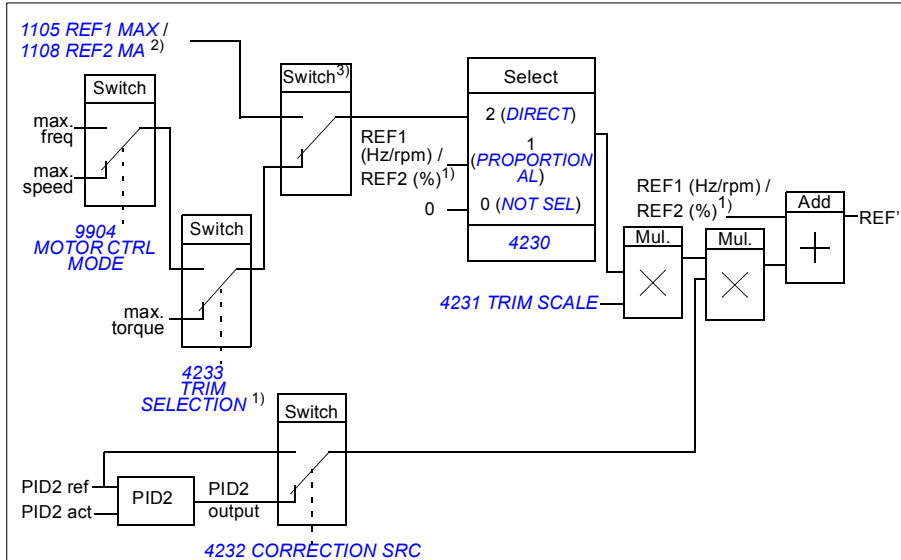 1105 REF1 MAX /
1108 REF2 MA 2)
Switch
max.
freq
max.
speed
9904
MOTOR CTRL
MODE
Switch
max.
torque
4233
TRIM
SELECTION 1)
Switch3)
REF1
(Hz/rpm) /
REF2 (%)1)
0
Select
2 (DIRECT)
1
(PROPORTION
AL)
0 (NOT SEL)
4230
4231 TRIM SCALE
Mul.
REF1 (Hz/rpm) /
REF2 (%)1)
Mul.
Add
+
REF'
PID2 ref
PID2 act
PID2
PID2
output
Switch
4232 CORRECTION SRC